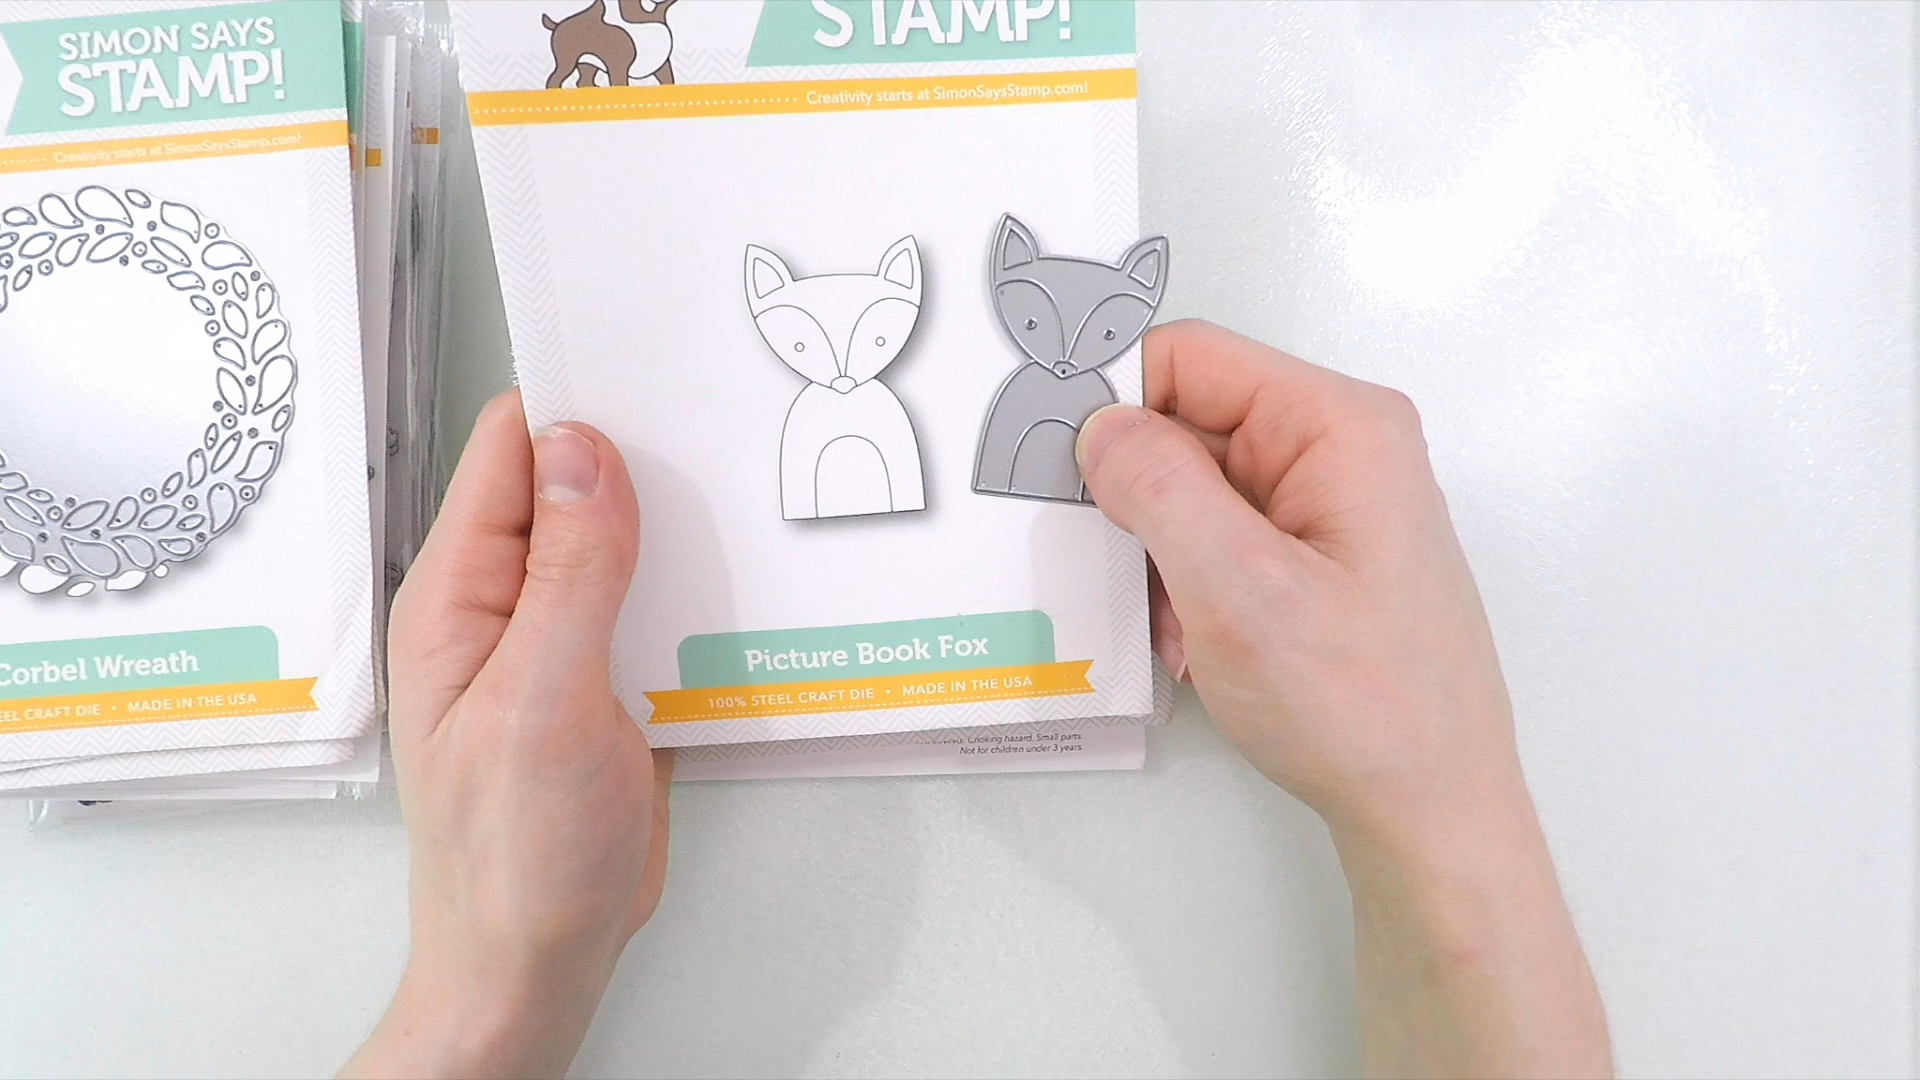 SIMON SAYS
STAMP!
Creativity starts at SimonSaysStamp.com!
Corbel Wreath
STEEL CRAFT DIE • MADE IN THE USA
STAMP!
Creativity starts at SimonSaysStamp.com!
Picture Book Fox
100% STEEL CRAFT DIE • MADE IN THE USA
Choking hazard. Small parts.
Not for children under 3 years.